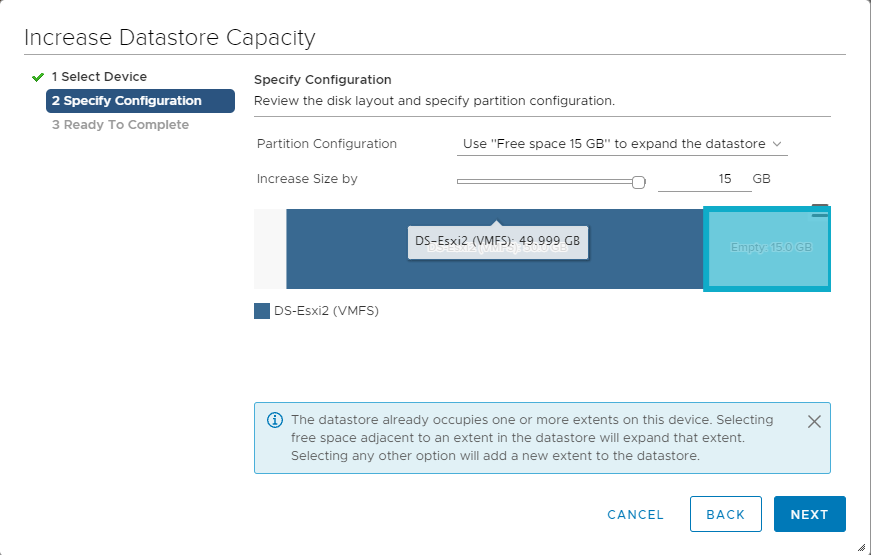 Increase Datastore Capacity
1 Select Device
2 Specify Configuration
3 Ready To Complete
Specify Configuration
Review the disk layout and specify partition configuration.
Partition Configuration
Use "Free space 15 GB" to expand the datastore
Increase Size by
15 GB
DS-Esxi2 (VMFS): 49.999 GB
Empty: 15.0 GB
DS-Esxi2 (VMFS)
The datastore already occupies one or more extents on this device. Selecting
free space adjacent to an extent in the datastore will expand that extent.
Selecting any other option will add a new extent to the datastore.
CANCEL
BACK
NEXT